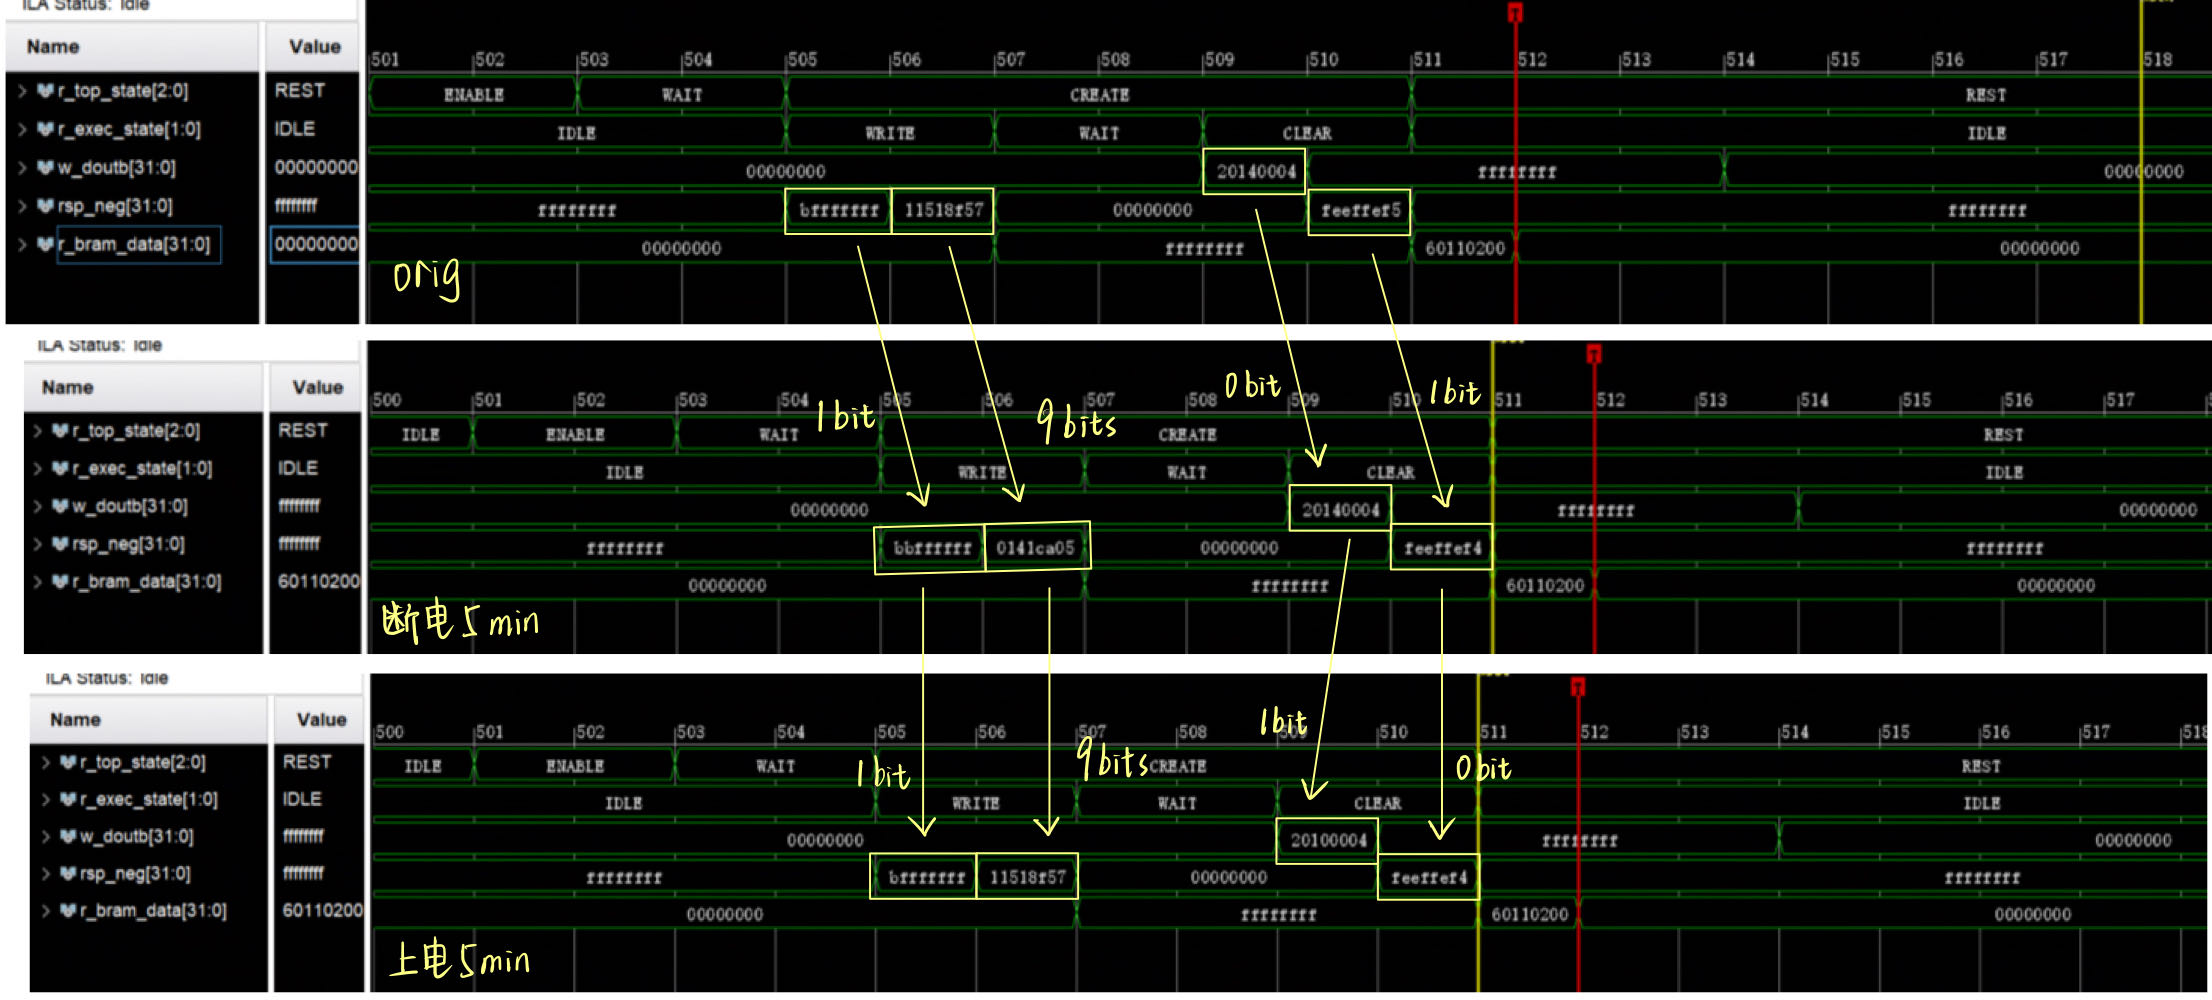 ILA Status: Idle
Name Value
501 502 503 504 505 506 507 508 509 510 511 512 513 514 515 516 517 518
r_top_state[2:0] REST ENABLE WAIT CREATE REST
r_exec_state[1:0] IDLE IDLE WRITE WAIT CLEAR IDLE
w_doutb[31:0] 00000000 00000000 20140004 ffffffff 00000000
rsp_neg[31:0] ffffffff ffffffff bfffffff 11518f57 00000000 feeffef5 ffffffff
r_bram_data[31:0] 00000000 00000000 ffffffff 60110200 00000000
orig
ILA Status: Idle
Name Value
500 501 502 503 504 505 506 507 508 509 510 511 512 513 514 515 516 517
1bit 9bits 0bit 1bit
r_top_state[2:0] REST IDLE ENABLE WAIT CREATE REST
r_exec_state[1:0] IDLE IDLE WRITE WAIT CLEAR IDLE
w_doutb[31:0] ffffffff 00000000 20140004 ffffffff 00000000
rsp_neg[31:0] ffffffff ffffffff bbffffff 0141ca05 00000000 feeffef4 ffffffff
r_bram_data[31:0] 60110200 00000000 ffffffff 60110200 00000000
断电5min
ILA Status: Idle
Name Value
500 501 502 503 504 505 506 507 508 509 510 511 512 513 514 515 516 517 518
1bit 9bits 1bit 0bit
r_top_state[2:0] REST IDLE ENABLE WAIT CREATE REST
r_exec_state[1:0] IDLE IDLE WRITE WAIT CLEAR IDLE
w_doutb[31:0] ffffffff 00000000 20100004 ffffffff 00000000
rsp_neg[31:0] ffffffff ffffffff bfffffff 11518f57 00000000 feeffef4 ffffffff
r_bram_data[31:0] 60110200 00000000 ffffffff 60110200 00000000
上电5min